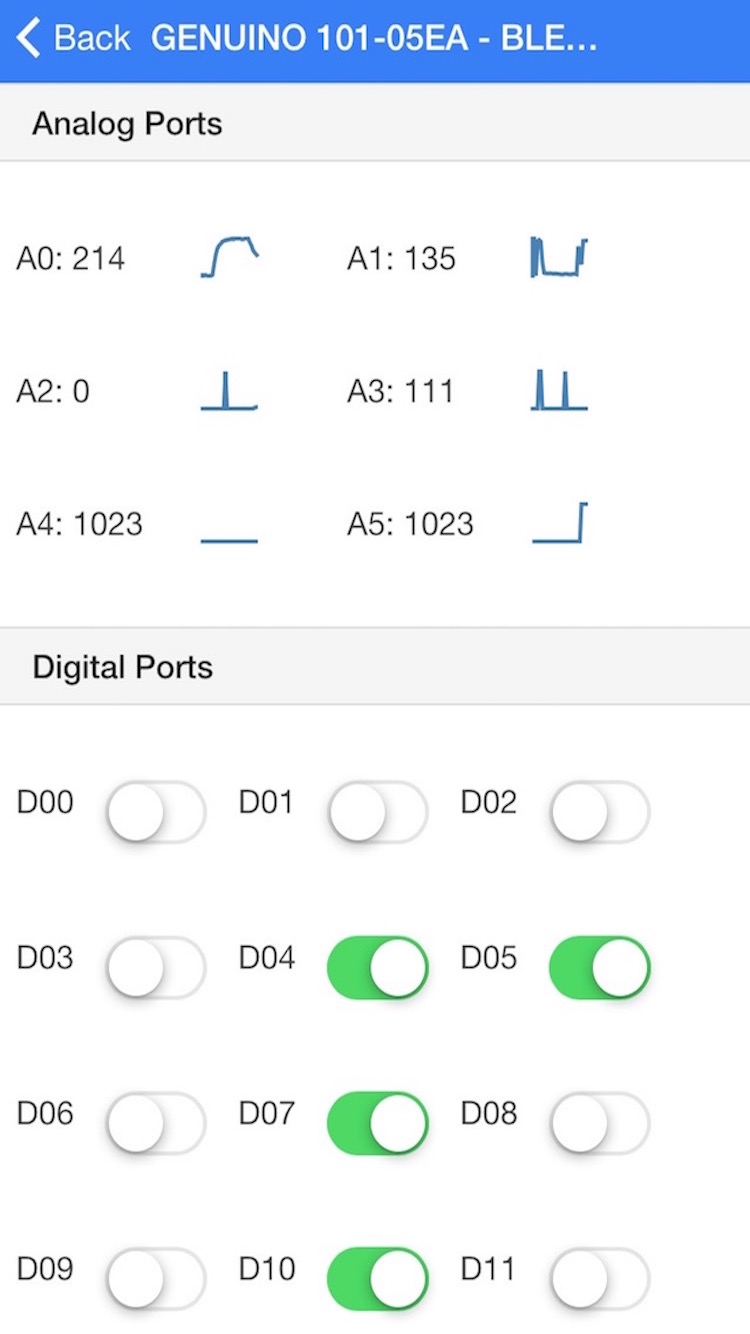 Back GENUINO 101-05EA - BLE...
Analog Ports
A0: 214 A1: 135
A2: 0 A3: 111
A4: 1023 A5: 1023
Digital Ports
D00 D01 D02
D03 D04 D05
D06 D07 D08
D09 D10 D11